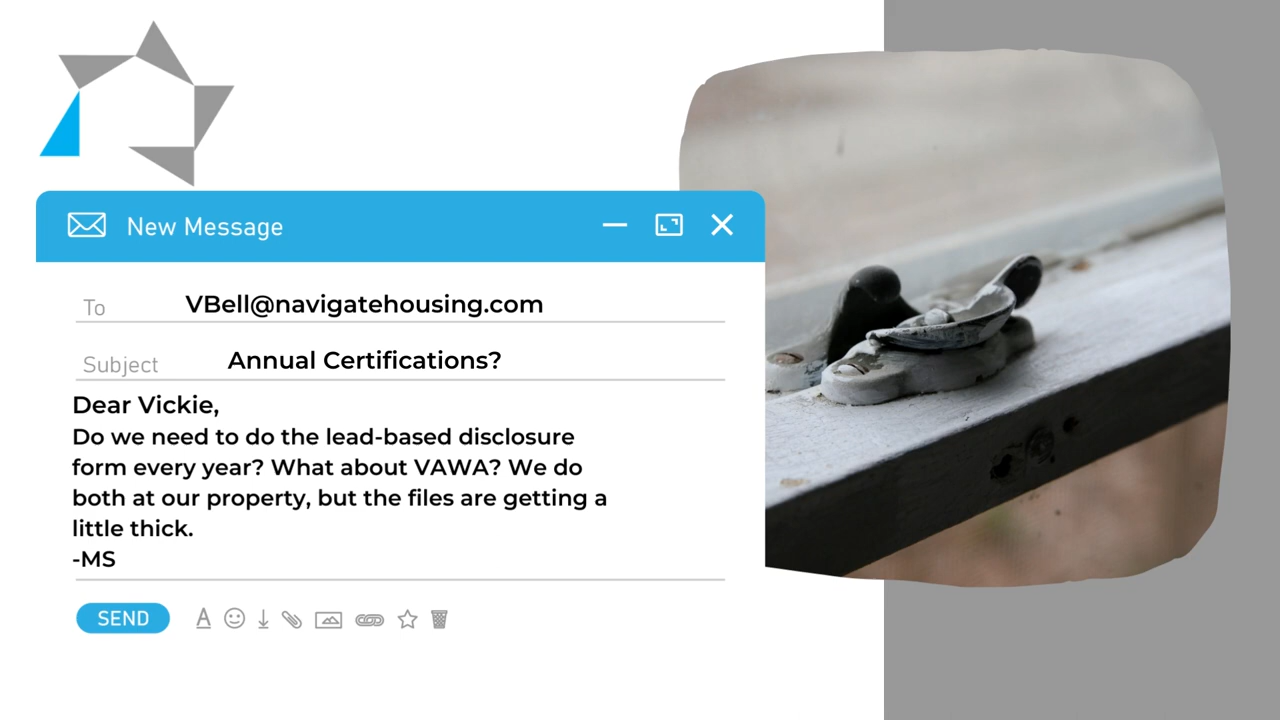 New Message
To VBell@navigatehousing.com
Subject Annual Certifications?
Dear Vickie,
Do we need to do the lead-based disclosure
form every year? What about VAWA? We do
both at our property, but the files are getting a
little thick.
-MS
SEND A